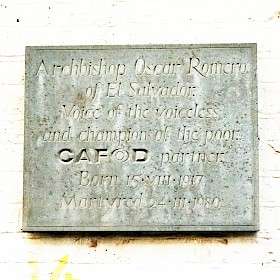 Archbishop Oscar Romero
of El Salvador.
Voice of the voiceless
and champion of the poor.
CAFOD partner.
Born 15·VIII·1917
Martyred 24·III·1980.